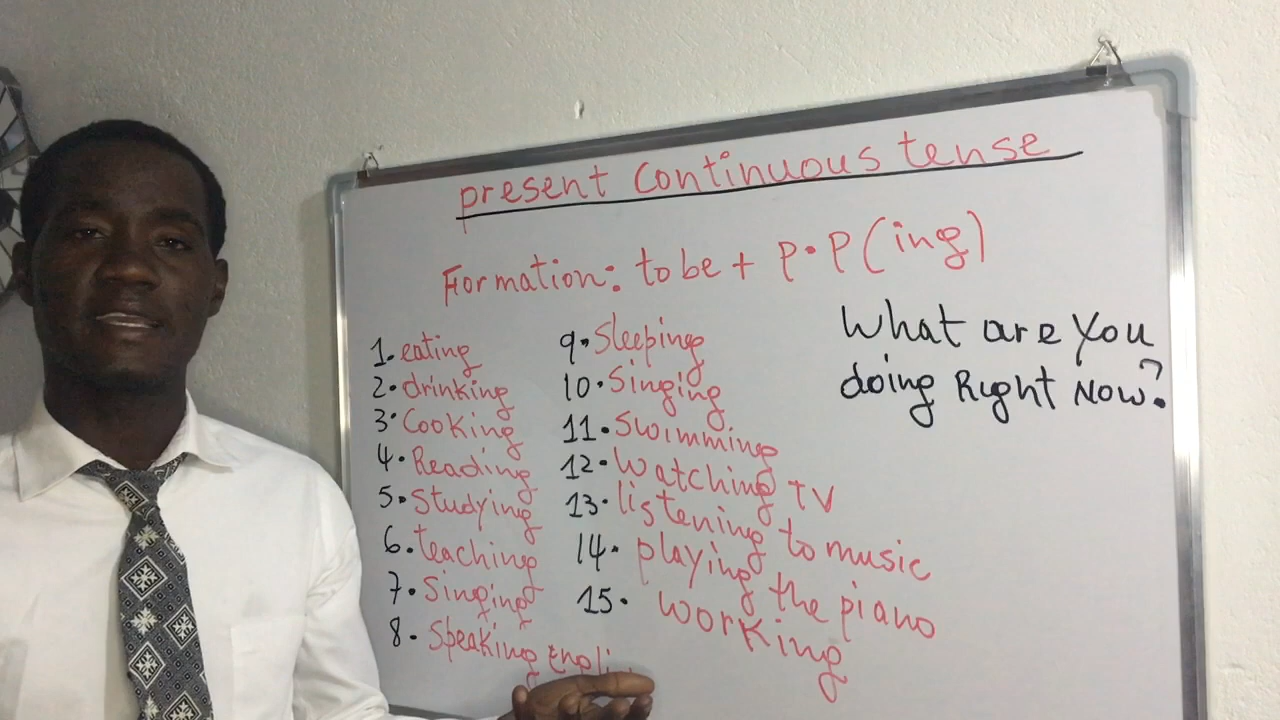 present continuous tense
Formation: to be + p.p (ing)
1. eating
2. drinking
3. Cooking
4. Reading
5. studying
6. teaching
7. Singing
8. Speaking
9. Sleeping
10. Singing
11. Swimming
12. Watching TV
13. listening to music
14. playing the piano
15. working
What are You
doing Right Now?